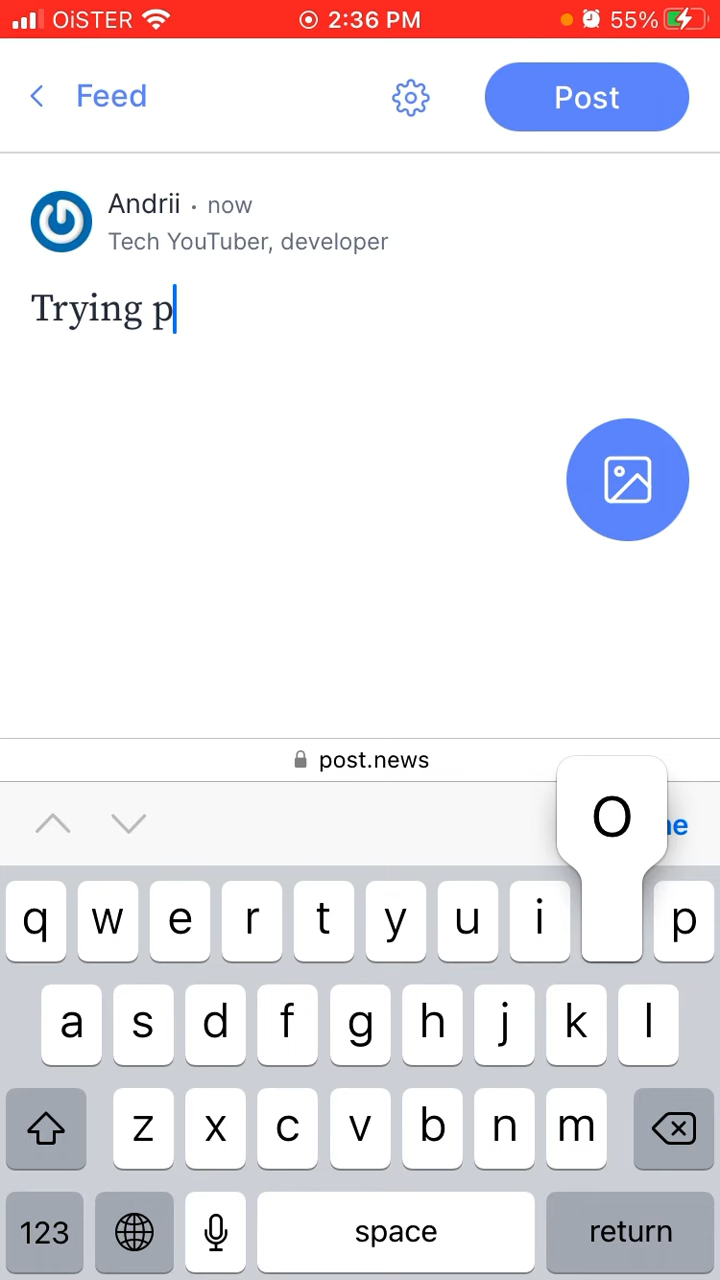 OiSTER 2:36 PM 55%
Feed Post
Andrii · now
Tech YouTuber, developer
Trying p
post.news
o
q w e r t y u i p
a s d f g h j k l
z x c v b n m
123 space return